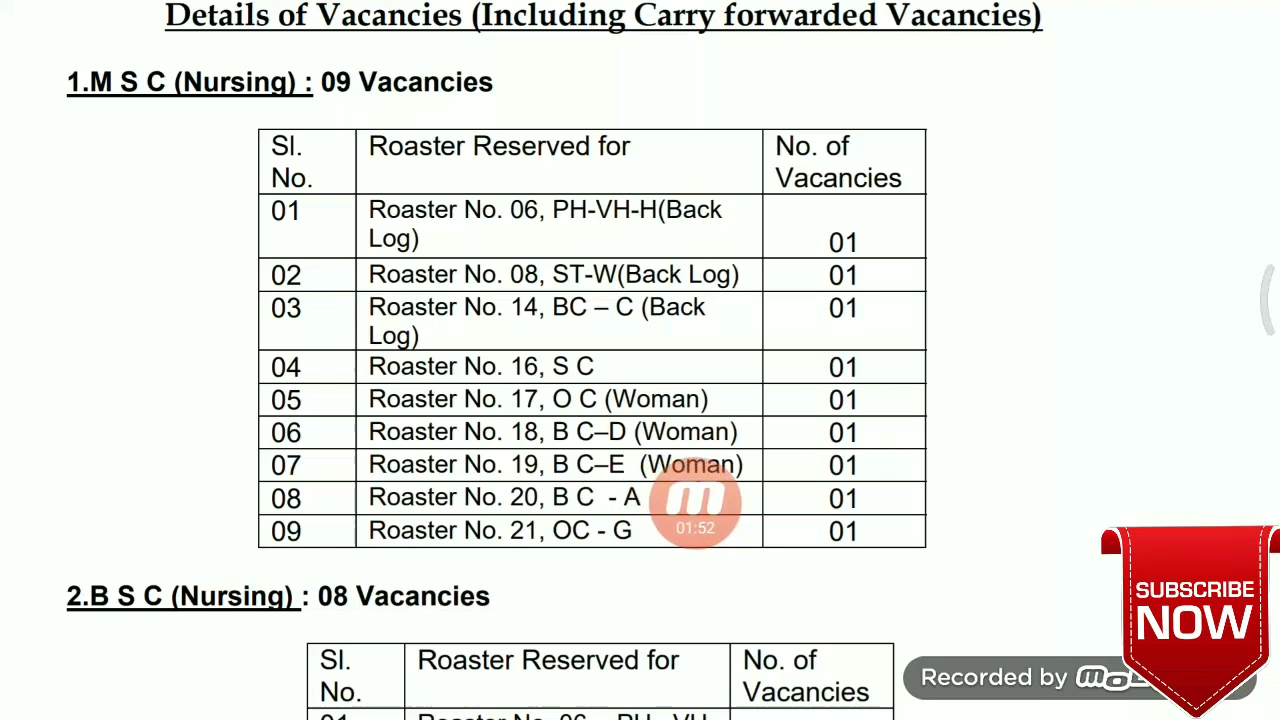 Details of Vacancies (Including Carry forwarded Vacancies)
1.M S C (Nursing) : 09 Vacancies
Sl. No. Roaster Reserved for No. of Vacancies
01 Roaster No. 06, PH-VH-H(Back Log) 01
02 Roaster No. 08, ST-W(Back Log) 01
03 Roaster No. 14, BC – C (Back Log) 01
04 Roaster No. 16, S C 01
05 Roaster No. 17, O C (Woman) 01
06 Roaster No. 18, B C–D (Woman) 01
07 Roaster No. 19, B C–E (Woman) 01
08 Roaster No. 20, B C - A 01
09 Roaster No. 21, OC - G 01
01:52
2.B S C (Nursing) : 08 Vacancies
Sl. No. Roaster Reserved for No. of Vacancies
SUBSCRIBE
NOW
Recorded by